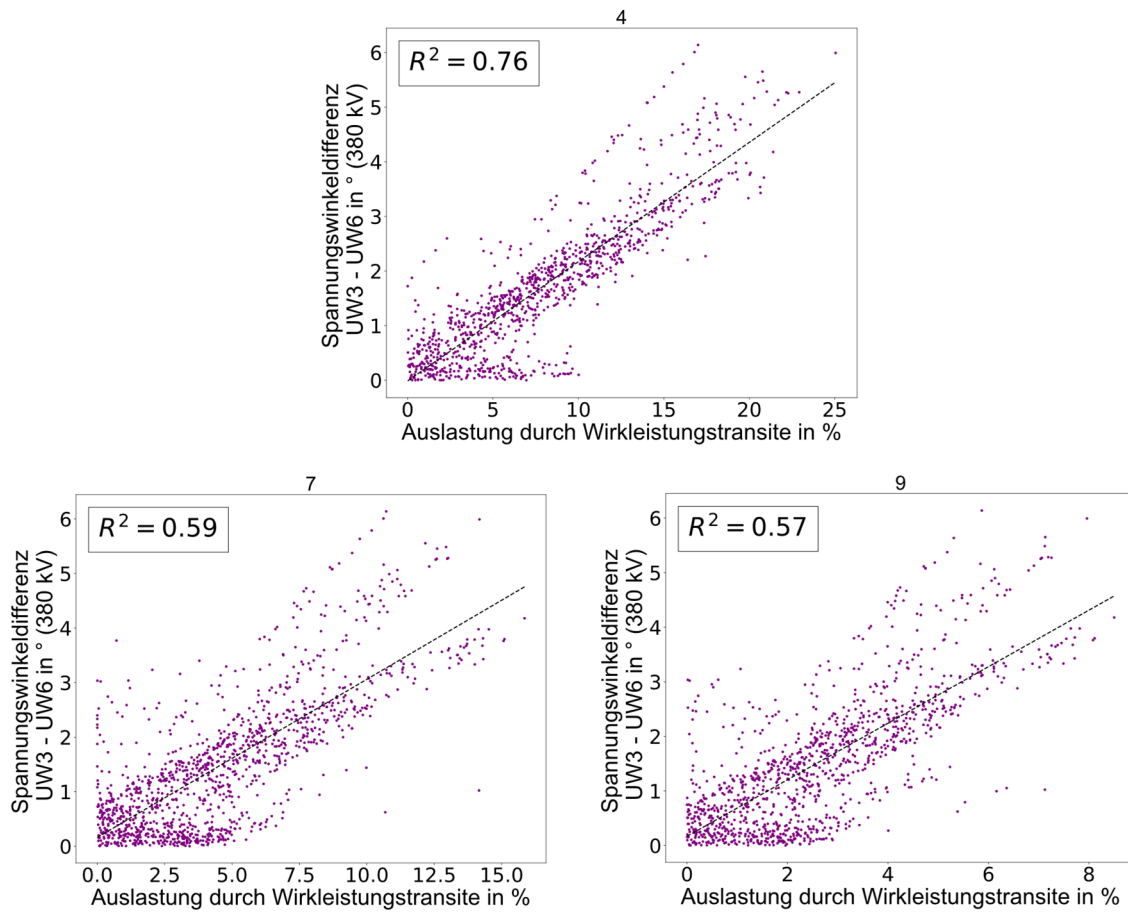 4
R² = 0.76
Spannungswinkeldifferenz
UW3 - UW6 in ° (380 kV)
6
5
4
3
2
1
0
0 5 10 15 20 25
Auslastung durch Wirkleistungstransite in %
7
R² = 0.59
Spannungswinkeldifferenz
UW3 - UW6 in ° (380 kV)
6
5
4
3
2
1
0
0.0 2.5 5.0 7.5 10.0 12.5 15.0
Auslastung durch Wirkleistungstransite in %
9
R² = 0.57
Spannungswinkeldifferenz
UW3 - UW6 in ° (380 kV)
6
5
4
3
2
1
0
0 2 4 6 8
Auslastung durch Wirkleistungstransite in %